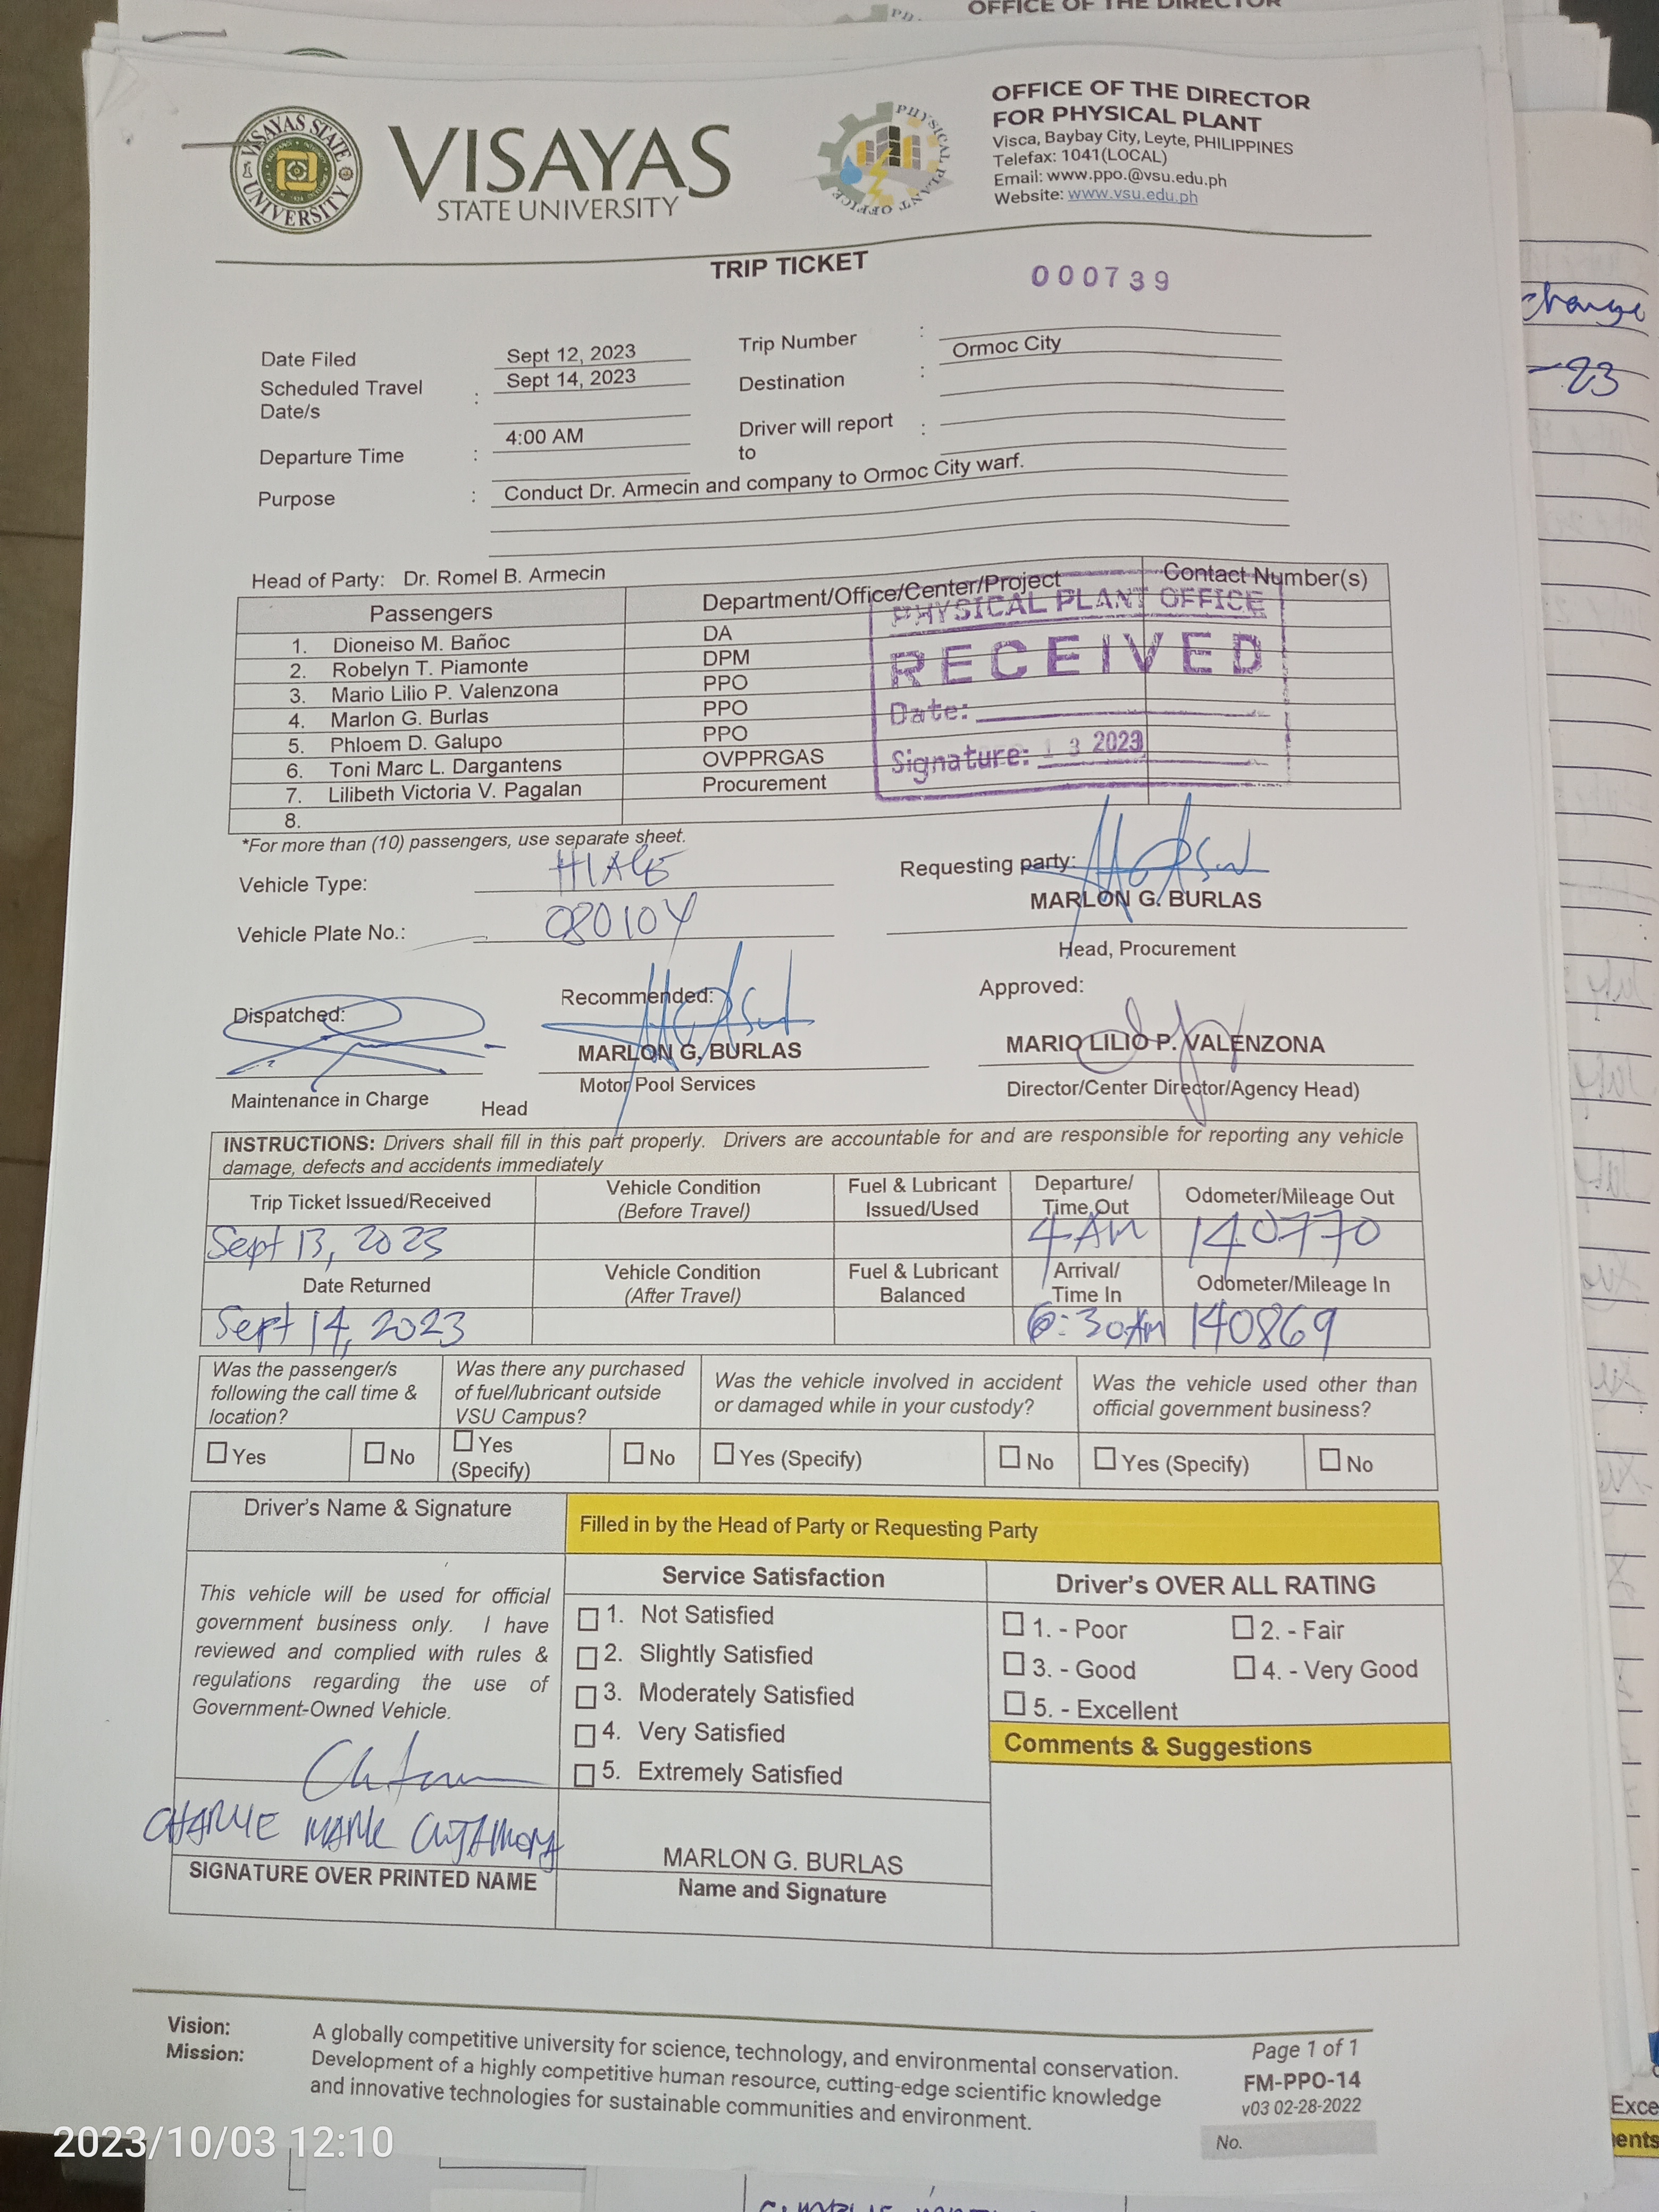 OFFICE OF THE DIRECTOR
VISAYAS STATE UNIVERSITY
VISAYAS
STATE UNIVERSITY
PHYSICAL PLANT OFFICE
OFFICE OF THE DIRECTOR
FOR PHYSICAL PLANT
Visca, Baybay City, Leyte, PHILIPPINES
Telefax: 1041(LOCAL)
Email: www.ppo.@vsu.edu.ph
Website: www.vsu.edu.ph
TRIP TICKET
000739
Date Filed Sept 12, 2023 Trip Number :
Scheduled Travel Date/s : Sept 14, 2023 Destination : Ormoc City
Departure Time : 4:00 AM Driver will report to :
Purpose : Conduct Dr. Armecin and company to Ormoc City warf.
Head of Party: Dr. Romel B. Armecin
Passengers Department/Office/Center/Project Contact Number(s)
1. Dioneiso M. Bañoc DA
2. Robelyn T. Piamonte DPM
3. Mario Lilio P. Valenzona PPO
4. Marlon G. Burlas PPO
5. Phloem D. Galupo PPO
6. Toni Marc L. Dargantens OVPPRGAS
7. Lilibeth Victoria V. Pagalan Procurement
8.
PHYSICAL PLANT OFFICE
RECEIVED
Date:
Signature: 13 2023
*For more than (10) passengers, use separate sheet.
Vehicle Type: HIACE
Vehicle Plate No.: 080104
Requesting party:
MARLON G. BURLAS
Head, Procurement
Dispatched:
Maintenance in Charge
Recommended:
MARLON G. BURLAS
Head Motor Pool Services
Approved:
MARIO LILIO P. VALENZONA
Director/Center Director/Agency Head)
INSTRUCTIONS: Drivers shall fill in this part properly. Drivers are accountable for and are responsible for reporting any vehicle
damage, defects and accidents immediately
Trip Ticket Issued/Received Vehicle Condition (Before Travel) Fuel & Lubricant Issued/Used Departure/ Time Out Odometer/Mileage Out
Sept 13, 2023 4 AM 140770
Date Returned Vehicle Condition (After Travel) Fuel & Lubricant Balanced Arrival/ Time In Odometer/Mileage In
Sept 14, 2023 6:30AM 140869
Was the passenger/s following the call time & location?
Was there any purchased of fuel/lubricant outside VSU Campus?
Was the vehicle involved in accident or damaged while in your custody?
Was the vehicle used other than official government business?
Yes No Yes (Specify) No Yes (Specify) No Yes (Specify) No
Driver's Name & Signature
Filled in by the Head of Party or Requesting Party
This vehicle will be used for official
government business only. I have
reviewed and complied with rules &
regulations regarding the use of
Government-Owned Vehicle.
CHARLIE MARK
SIGNATURE OVER PRINTED NAME
Service Satisfaction
1. Not Satisfied
2. Slightly Satisfied
3. Moderately Satisfied
4. Very Satisfied
5. Extremely Satisfied
MARLON G. BURLAS
Name and Signature
Driver's OVER ALL RATING
1. - Poor 2. - Fair
3. - Good 4. - Very Good
5. - Excellent
Comments & Suggestions
Vision: A globally competitive university for science, technology, and environmental conservation.
Mission: Development of a highly competitive human resource, cutting-edge scientific knowledge
and innovative technologies for sustainable communities and environment.
Page 1 of 1
FM-PPO-14
v03 02-28-2022
No.
change
-23
2023/10/03 12:10